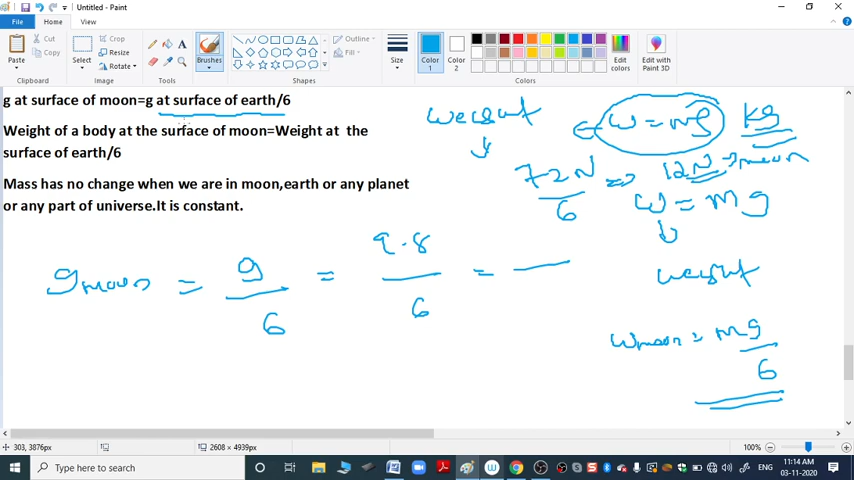 Untitled - Paint
File Home View
Paste
Cut
Copy
Clipboard
Select
Crop
Resize
Rotate
Image
Tools
Brushes
Outline
Fill
Shapes
Size
Color 1
Color 2
Edit colors
Edit with Paint 3D
Colors
g at surface of moon=g at surface of earth/6
Weight of a body at the surface of moon=Weight at the
surface of earth/6
Mass has no change when we are in moon,earth or any planet
or any part of universe.It is constant.
weight
w = mg
kg
72N/6 => 12N → moon
w = mg
weight
g moon = g/6 = 9.8/6 =
w moon = mg/6
303, 3876px
2608 × 4939px
100%
Type here to search
ENG
11:14 AM
03-11-2020